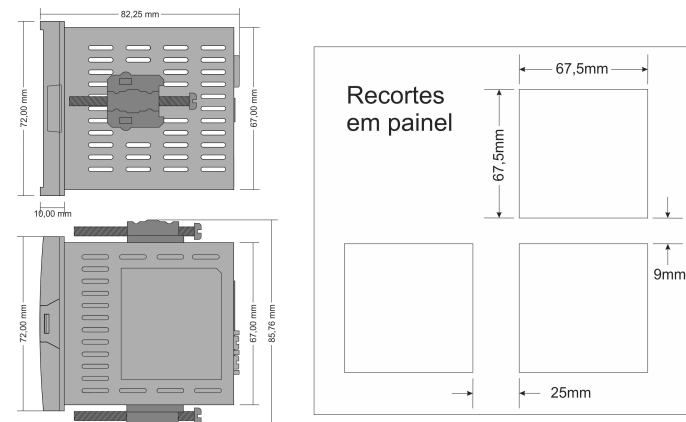 82,25 mm
72,00 mm
67,00 mm
10,00 mm
72,00 mm
67,00 mm
85,76 mm
Recortes
em painel
67,5mm
67,5mm
9mm
25mm